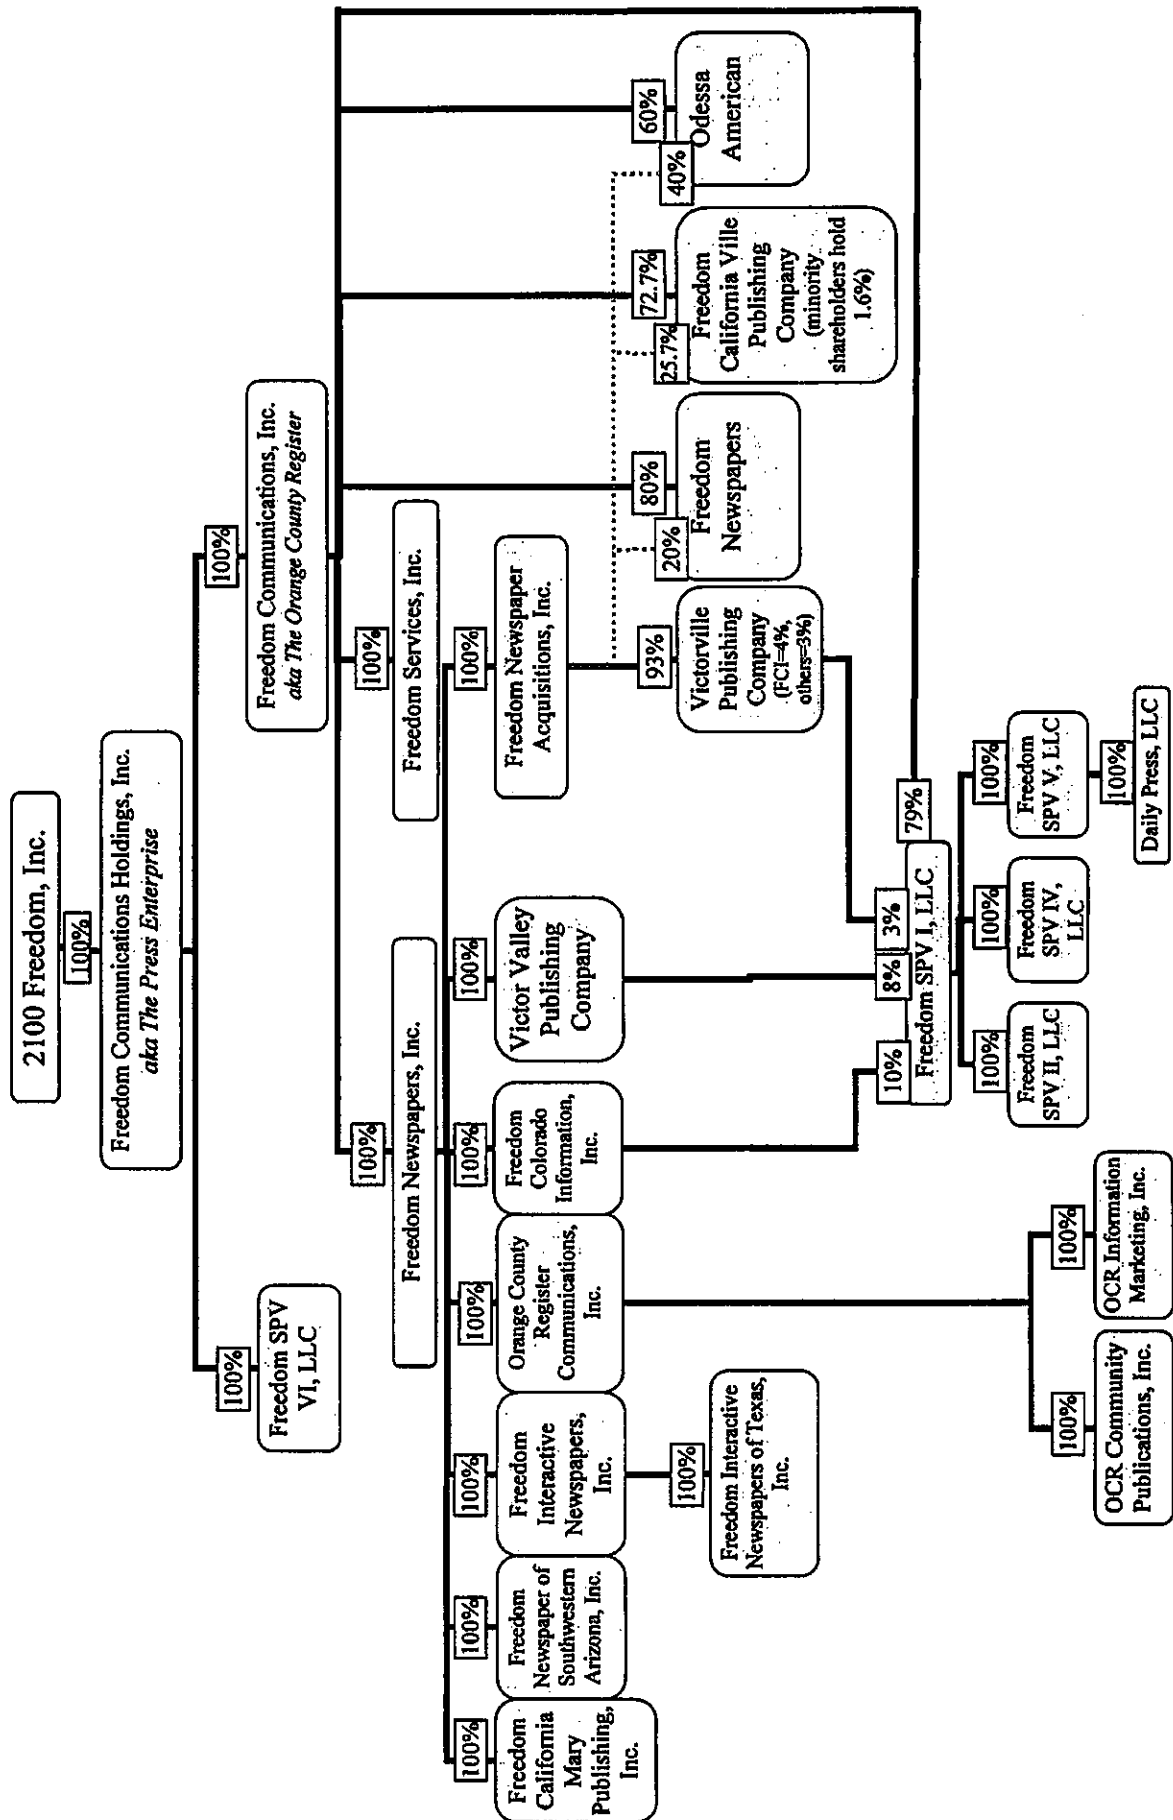 2100 Freedom, Inc.
100%
Freedom Communications Holdings, Inc.
aka The Press Enterprise
100%
Freedom SPV
VI, LLC
100%
Freedom Communications, Inc.
aka The Orange County Register
100%
Freedom Newspapers, Inc.
100%
Freedom Services, Inc.
100%
Freedom
California
Mary
Publishing,
Inc.
100%
Freedom
Newspaper of
Southwestern
Arizona, Inc.
100%
Freedom
Interactive
Newspapers,
Inc.
100%
Orange County
Register
Communications,
Inc.
100%
Freedom
Colorado
Information,
Inc.
100%
Victor Valley
Publishing
Company
100%
Freedom Newspaper
Acquisitions, Inc.
93%
Victorville
Publishing
Company
(FCI=4%,
others=3%)
20%
80%
Freedom
Newspapers
25.7%
72.7%
Freedom
California Ville
Publishing
Company
(minority
shareholders hold
1.6%)
40%
60%
Odessa
American
100%
Freedom Interactive
Newspapers of Texas,
Inc.
10%
8%
3%
79%
Freedom SPV I, LLC
100%
OCR Community
Publications, Inc.
100%
OCR Information
Marketing, Inc.
100%
Freedom
SPV II, LLC
100%
Freedom
SPV IV,
LLC
100%
Freedom
SPV V, LLC
100%
Daily Press, LLC